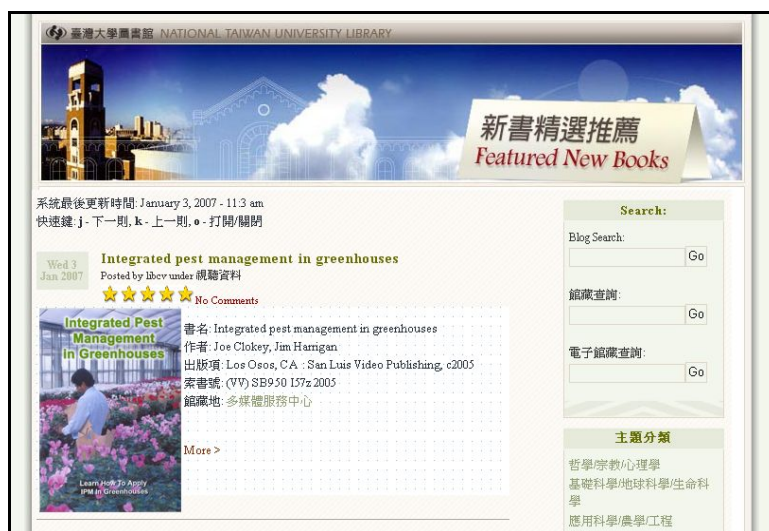 臺灣大學圖書館 NATIONAL TAIWAN UNIVERSITY LIBRARY
新書精選推薦
Featured New Books
系統最後更新時間: January 3, 2007 - 11:3 am
快速鍵: j - 下一則, k - 上一則, o - 打開/關閉
Wed 3
Jan 2007
Integrated pest management in greenhouses
Posted by libcv under 視聽資料
No Comments
Integrated Pest
Management
in Greenhouses
Learn How To Apply
IPM in Greenhouses
書名: Integrated pest management in greenhouses
作者: Joe Clokey, Jim Harrigan
出版項: Los Osos, CA : San Luis Video Publishing, c2005
索書號: (VV) SB950 I57z 2005
館藏地: 多媒體服務中心
More >
Search:
Blog Search:
Go
館藏查詢:
Go
電子館藏查詢:
Go
主題分類
哲學/宗教/心理學
基礎科學/地球科學/生命科
學
應用科學/農學/工程